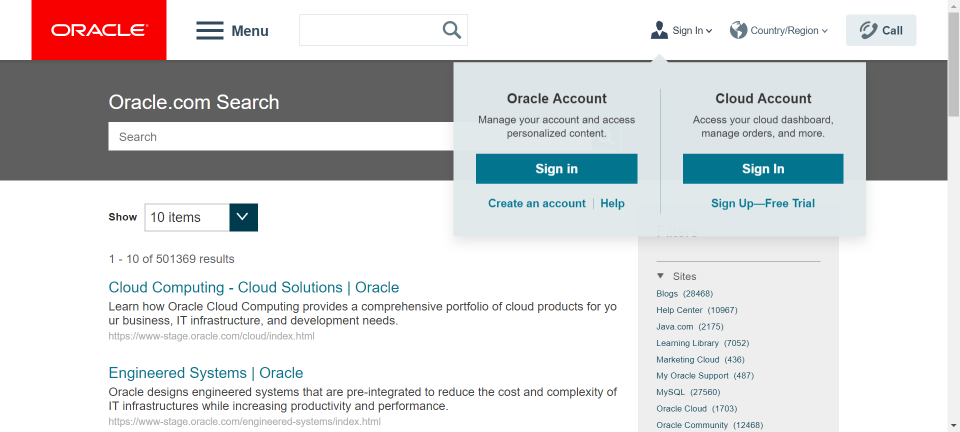 ORACLE
Menu
Sign In
Country/Region
Call
Oracle.com Search
Search
Oracle Account
Manage your account and access
personalized content.
Sign in
Create an account | Help
Cloud Account
Access your cloud dashboard,
manage orders, and more.
Sign In
Sign Up—Free Trial
Show
10 items
1 - 10 of 501369 results
Cloud Computing - Cloud Solutions | Oracle
Learn how Oracle Cloud Computing provides a comprehensive portfolio of cloud products for yo
ur business, IT infrastructure, and development needs.
https://www-stage.oracle.com/cloud/index.html
Engineered Systems | Oracle
Oracle designs engineered systems that are pre-integrated to reduce the cost and complexity of
IT infrastructures while increasing productivity and performance.
https://www-stage.oracle.com/engineered-systems/index.html
Sites
Blogs (28468)
Help Center (10967)
Java.com (2175)
Learning Library (7052)
Marketing Cloud (436)
My Oracle Support (487)
MySQL (27560)
Oracle Cloud (1703)
Oracle Community (12468)